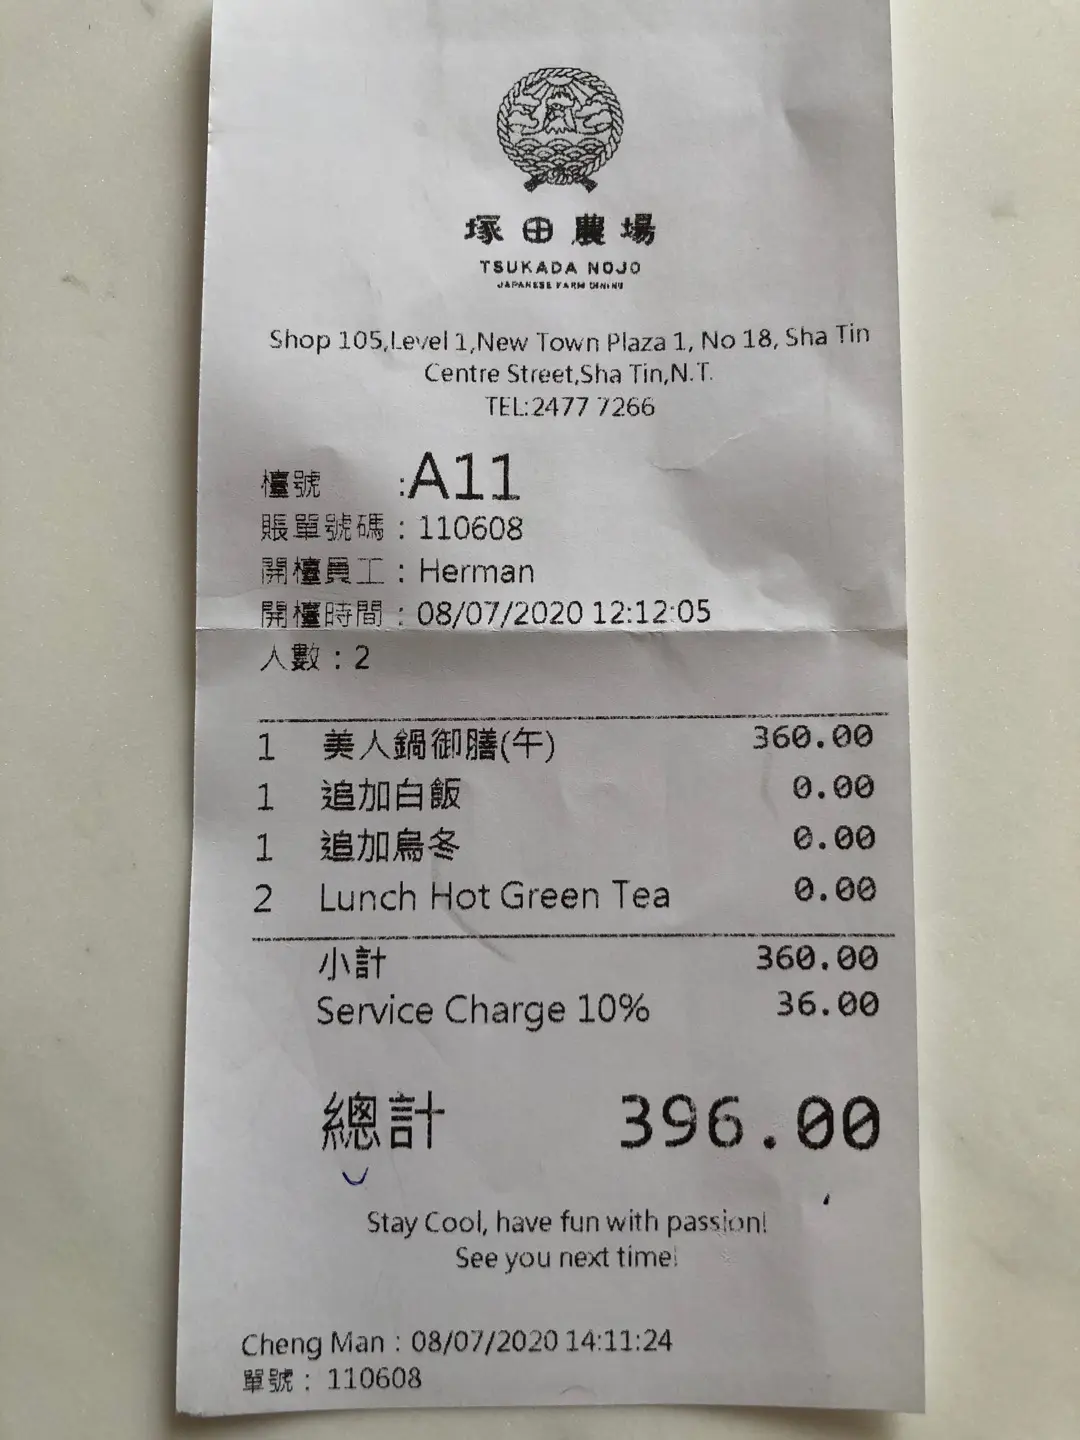 塚田農場
TSUKADA NOJO
JAPANESE FARM DINING
Shop 105,Level 1,New Town Plaza 1, No 18, Sha Tin
Centre Street,Sha Tin,N.T.
TEL:2477 7266
檯號 :A11
賬單號碼 : 110608
開檯員工 : Herman
開檯時間 : 08/07/2020 12:12:05
人數 : 2
1 美人鍋御膳(午) 360.00
1 追加白飯 0.00
1 追加烏冬 0.00
2 Lunch Hot Green Tea 0.00
小計 360.00
Service Charge 10% 36.00
總計 396.00
Stay Cool, have fun with passion!
See you next time!
Cheng Man : 08/07/2020 14:11:24
單號 : 110608